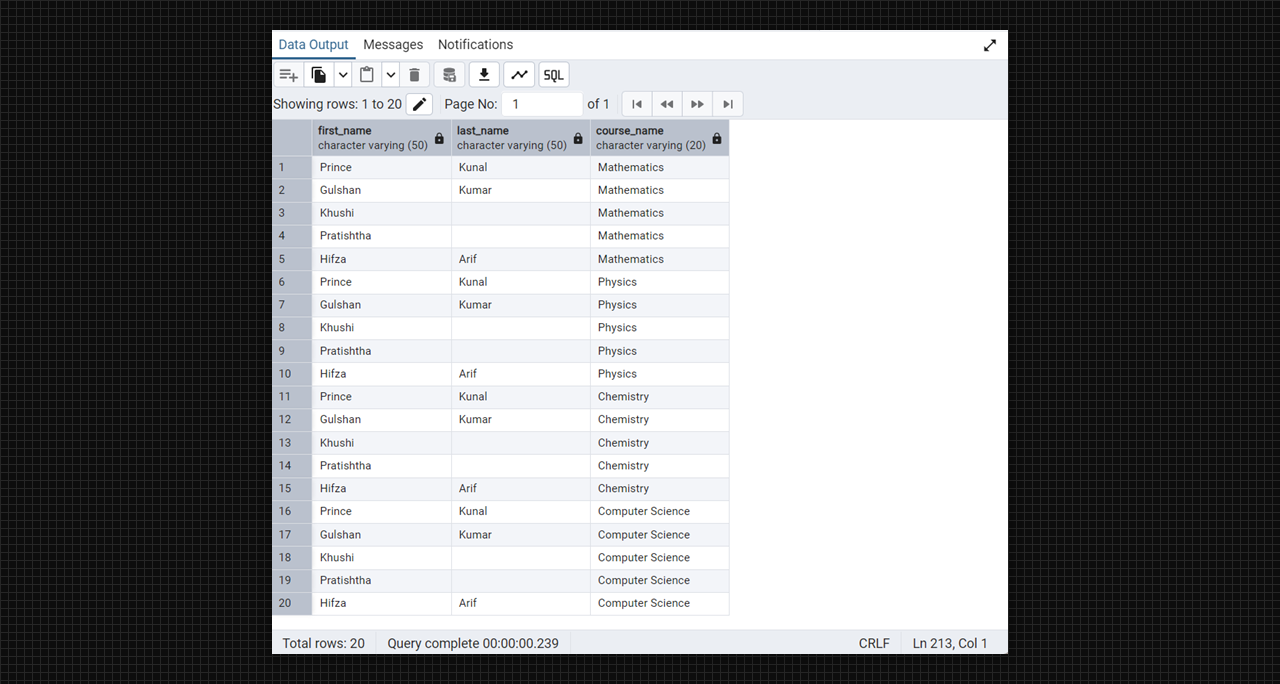 Data Output Messages Notifications
SQL
Showing rows: 1 to 20 Page No: 1 of 1
first_name last_name course_name
character varying (50) character varying (50) character varying (20)
1 Prince Kunal Mathematics
2 Gulshan Kumar Mathematics
3 Khushi Mathematics
4 Pratishtha Mathematics
5 Hifza Arif Mathematics
6 Prince Kunal Physics
7 Gulshan Kumar Physics
8 Khushi Physics
9 Pratishtha Physics
10 Hifza Arif Physics
11 Prince Kunal Chemistry
12 Gulshan Kumar Chemistry
13 Khushi Chemistry
14 Pratishtha Chemistry
15 Hifza Arif Chemistry
16 Prince Kunal Computer Science
17 Gulshan Kumar Computer Science
18 Khushi Computer Science
19 Pratishtha Computer Science
20 Hifza Arif Computer Science
Total rows: 20 Query complete 00:00:00.239 CRLF Ln 213, Col 1